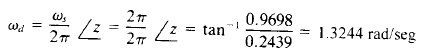 ω_d = ω_s / 2π ∠z = 2π / 2π ∠z = tan⁻¹ 0.9698 / 0.2439 = 1.3244 rad/seg